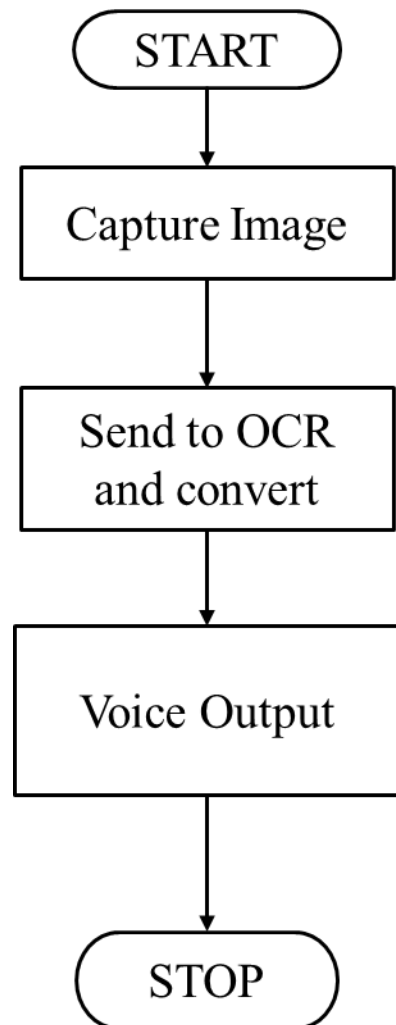 START
Capture Image
Send to OCR
and convert
Voice Output
STOP